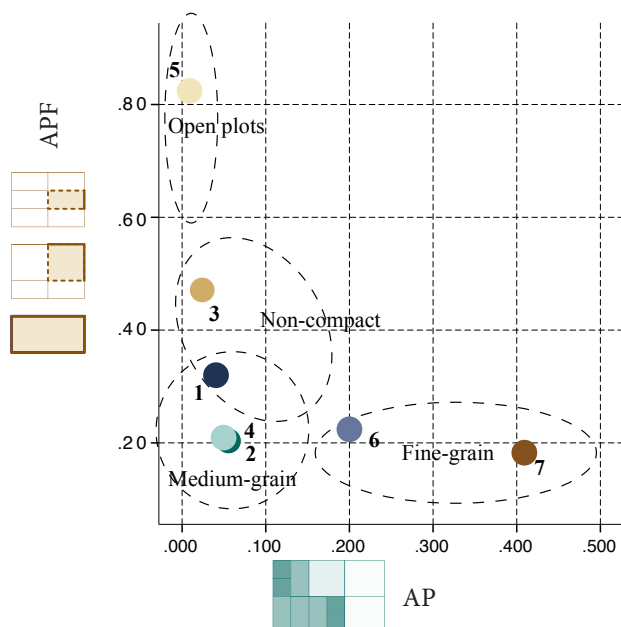 APF
.80
.60
.40
.20
5
Open plots
3
Non-compact
1
4
2
Medium-grain
6
Fine-grain
7
.000
.100
.200
.300
.400
.500
AP